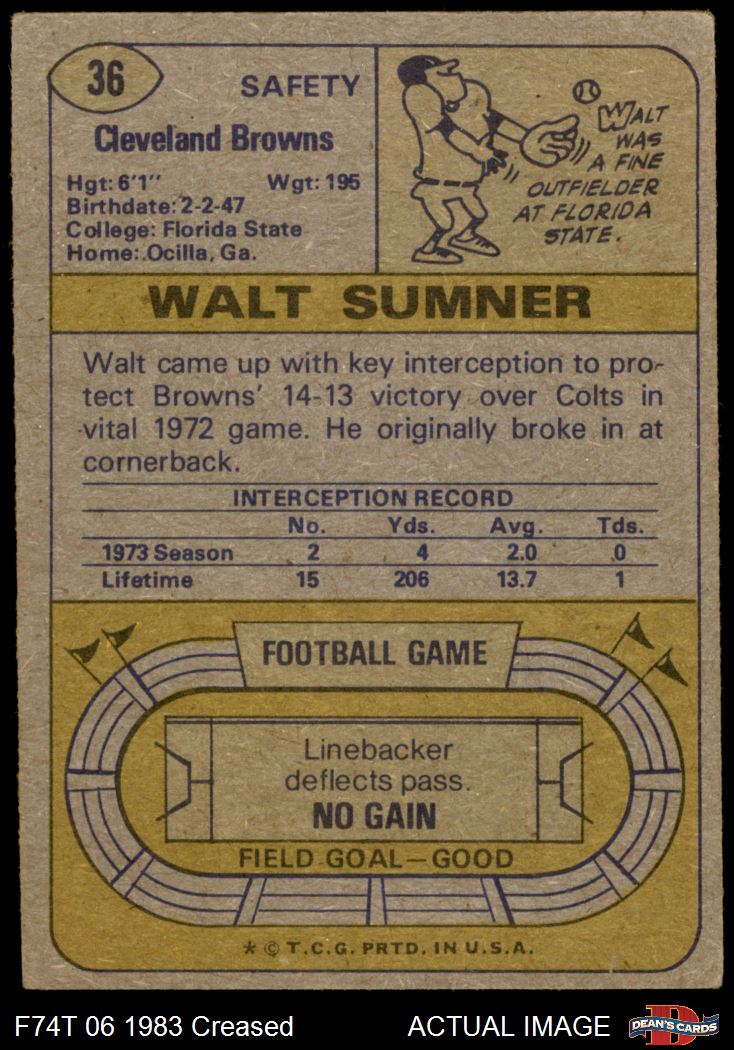 36
SAFETY
Cleveland Browns
Hgt: 6'1" Wgt: 195
Birthdate: 2-2-47
College: Florida State
Home: Ocilla, Ga.
WALT
WAS
A FINE
OUTFIELDER
AT FLORIDA
STATE.
WALT SUMNER
Walt came up with key interception to pro-
tect Browns' 14-13 victory over Colts in
vital 1972 game. He originally broke in at
cornerback.
INTERCEPTION RECORD
No. Yds. Avg. Tds.
1973 Season 2 4 2.0 0
Lifetime 15 206 13.7 1
FOOTBALL GAME
Linebacker
deflects pass.
NO GAIN
FIELD GOAL—GOOD
* © T.C.G. PRTD. IN U.S.A.
F74T 06 1983 Creased ACTUAL IMAGE
D
DEAN'S CARDS